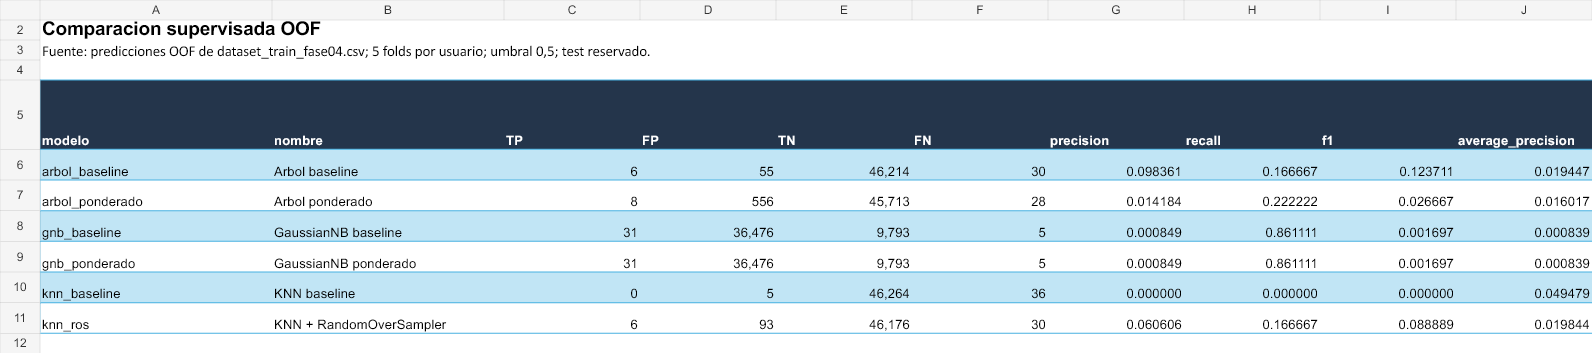 A B C D E F G H I J
2 Comparacion supervisada OOF
3 Fuente: predicciones OOF de dataset_train_fase04.csv; 5 folds por usuario; umbral 0,5; test reservado.
4
5 modelo nombre TP FP TN FN precision recall f1 average_precision
6 arbol_baseline Arbol baseline 6 55 46,214 30 0.098361 0.166667 0.123711 0.019447
7 arbol_ponderado Arbol ponderado 8 556 45,713 28 0.014184 0.222222 0.026667 0.016017
8 gnb_baseline GaussianNB baseline 31 36,476 9,793 5 0.000849 0.861111 0.001697 0.000839
9 gnb_ponderado GaussianNB ponderado 31 36,476 9,793 5 0.000849 0.861111 0.001697 0.000839
10 knn_baseline KNN baseline 0 5 46,264 36 0.000000 0.000000 0.000000 0.049479
11 knn_ros KNN + RandomOverSampler 6 93 46,176 30 0.060606 0.166667 0.088889 0.019844
12